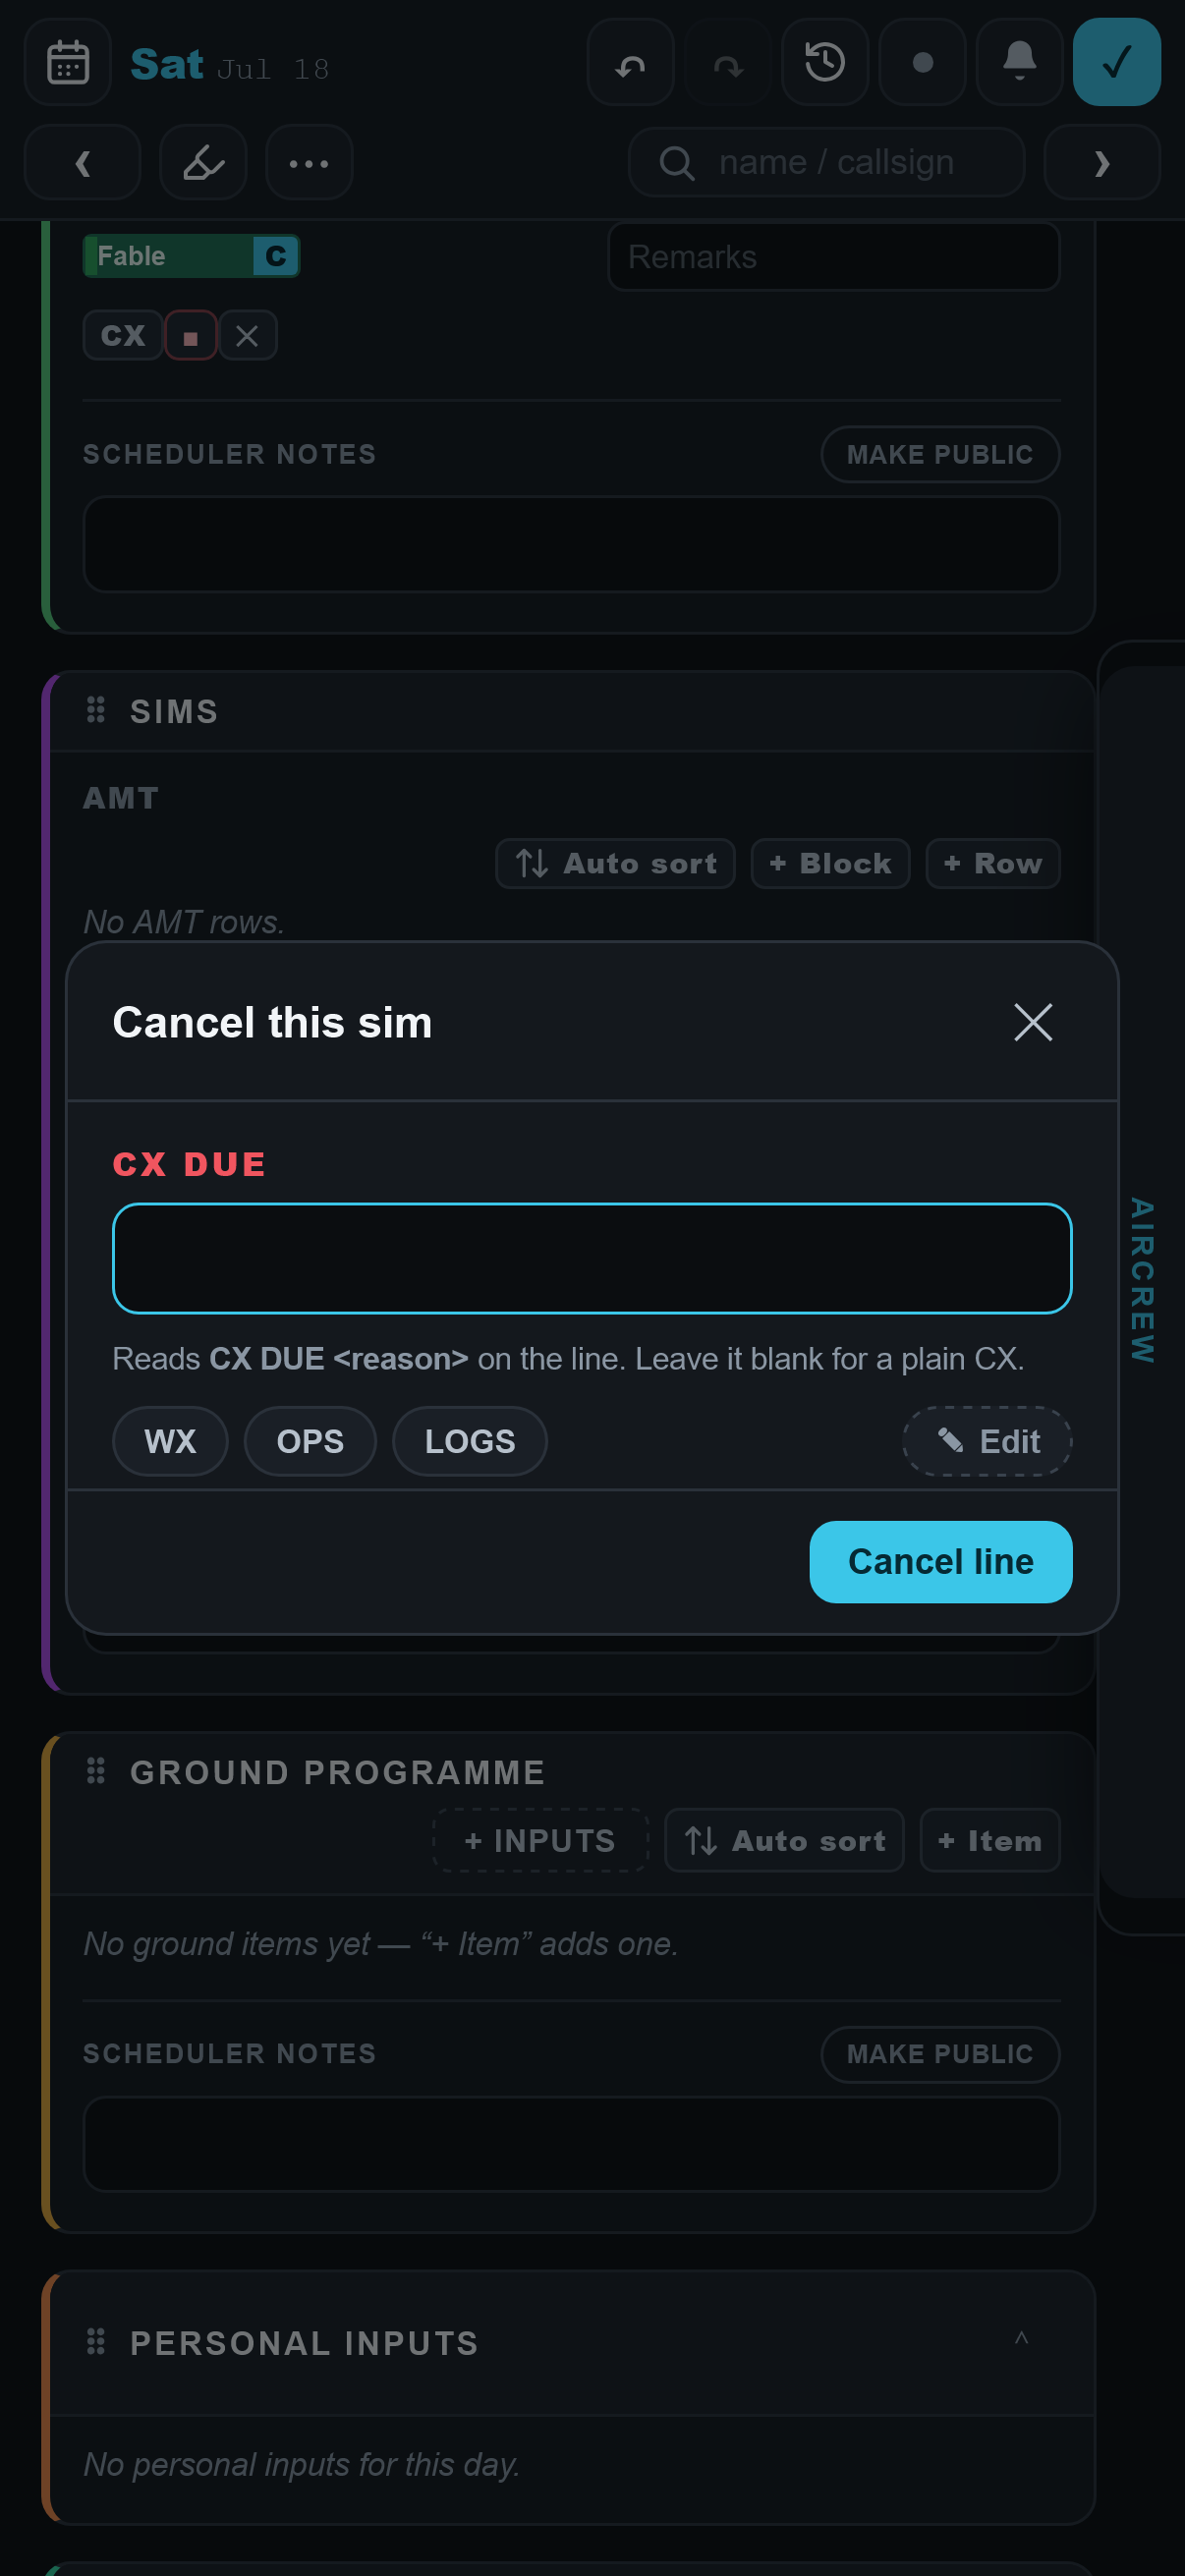 Sat Jul 18
name / callsign
Fable C
Remarks
CX
SCHEDULER NOTES
MAKE PUBLIC
SIMS
AMT
Auto sort
+ Block
+ Row
No AMT rows.
Cancel this sim
CX DUE
Reads CX DUE <reason> on the line. Leave it blank for a plain CX.
WX
OPS
LOGS
Edit
Cancel line
AIRCREW
GROUND PROGRAMME
+ INPUTS
Auto sort
+ Item
No ground items yet — “+ Item” adds one.
SCHEDULER NOTES
MAKE PUBLIC
PERSONAL INPUTS
No personal inputs for this day.